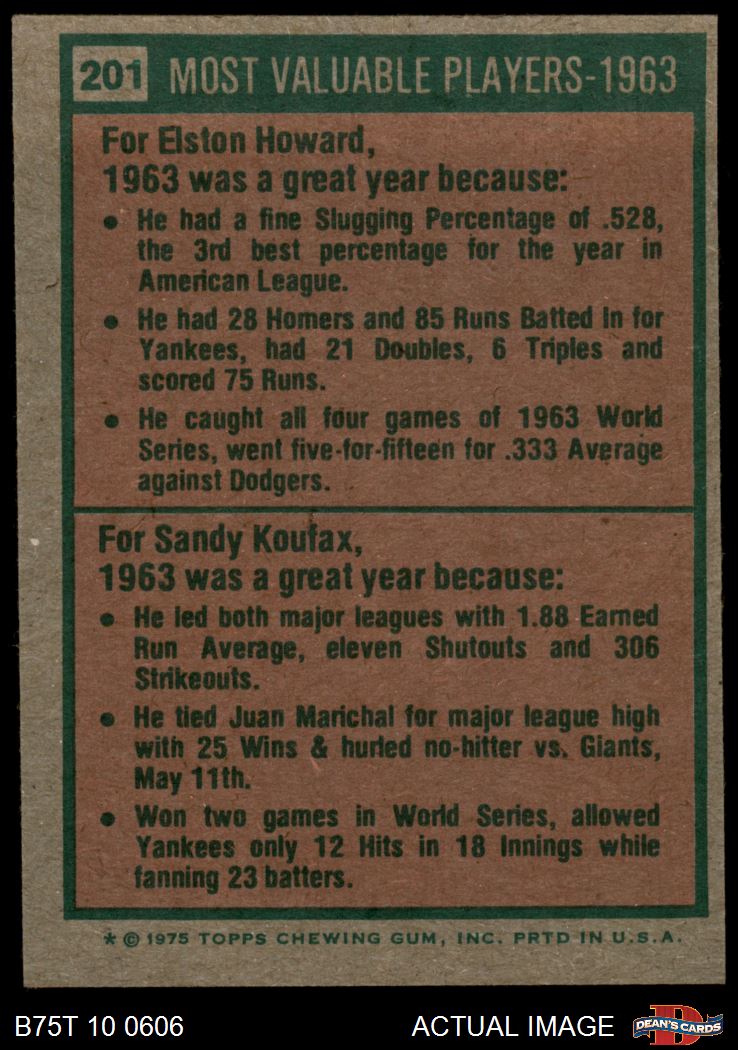 201 MOST VALUABLE PLAYERS-1963
For Elston Howard,
1963 was a great year because:
• He had a fine Slugging Percentage of .528,
the 3rd best percentage for the year in
American League.
• He had 28 Homers and 85 Runs Batted In for
Yankees, had 21 Doubles, 6 Triples and
scored 75 Runs.
• He caught all four games of 1963 World
Series, went five-for-fifteen for .333 Average
against Dodgers.
For Sandy Koufax,
1963 was a great year because:
• He led both major leagues with 1.88 Earned
Run Average, eleven Shutouts and 306
Strikeouts.
• He tied Juan Marichal for major league high
with 25 Wins & hurled no-hitter vs. Giants,
May 11th.
• Won two games in World Series, allowed
Yankees only 12 Hits in 18 Innings while
fanning 23 batters.
* © 1975 TOPPS CHEWING GUM, INC. PRTD IN U.S.A.
B75T 10 0606 ACTUAL IMAGE D DEAN'S CARDS